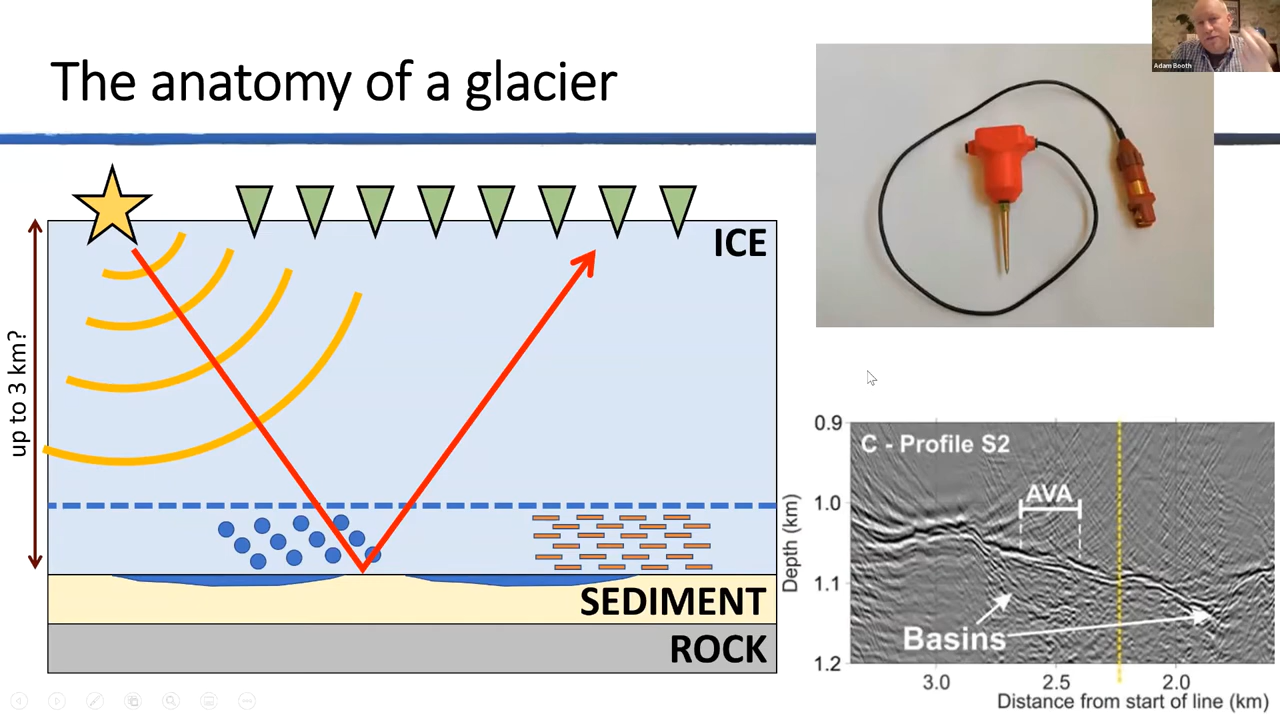 The anatomy of a glacier
Adam Booth
ICE
up to 3 km?
SEDIMENT
ROCK
0.9
C - Profile S2
AVA
1.0
Depth (km)
1.1
Basins
1.2
3.0 2.5 2.0
Distance from start of line (km)